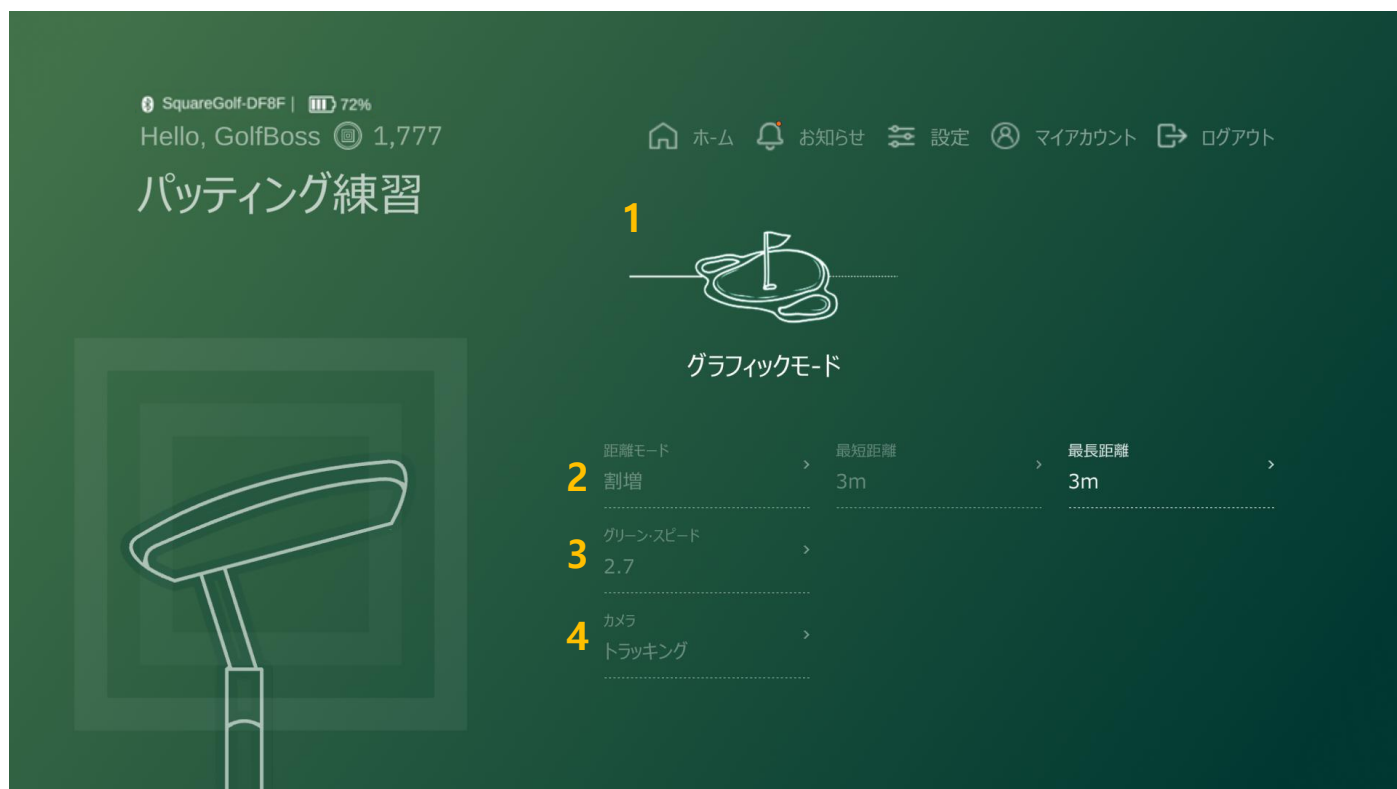 SquareGolf-DF8F | 72%
Hello, GolfBoss 1,777
ホーム お知らせ 設定 マイアカウント ログアウト
パッティング練習
1
グラフィックモード
距離モード 最短距離 最長距離
2 割増 3m 3m
グリーン·スピード
3 2.7
カメラ
4 トラッキング